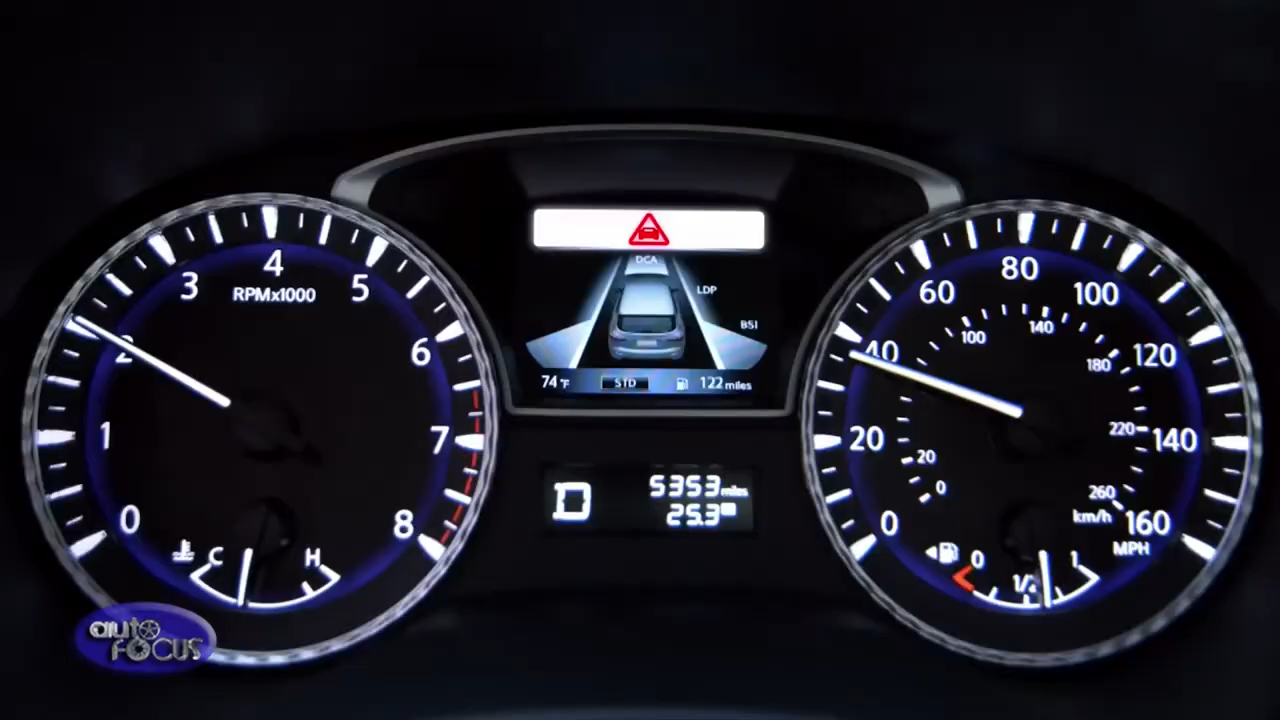 4
3
5
RPMx1000
2
6
1
7
0
8
C
H
DCA
LDP
BSI
74°F
STD
122 miles
D
5353 miles
25.3
80
60
100
40
120
20
140
0
160
MPH
100
140
180
220
20
260
0
km/h
0
1/2
1
auto
FOCUS